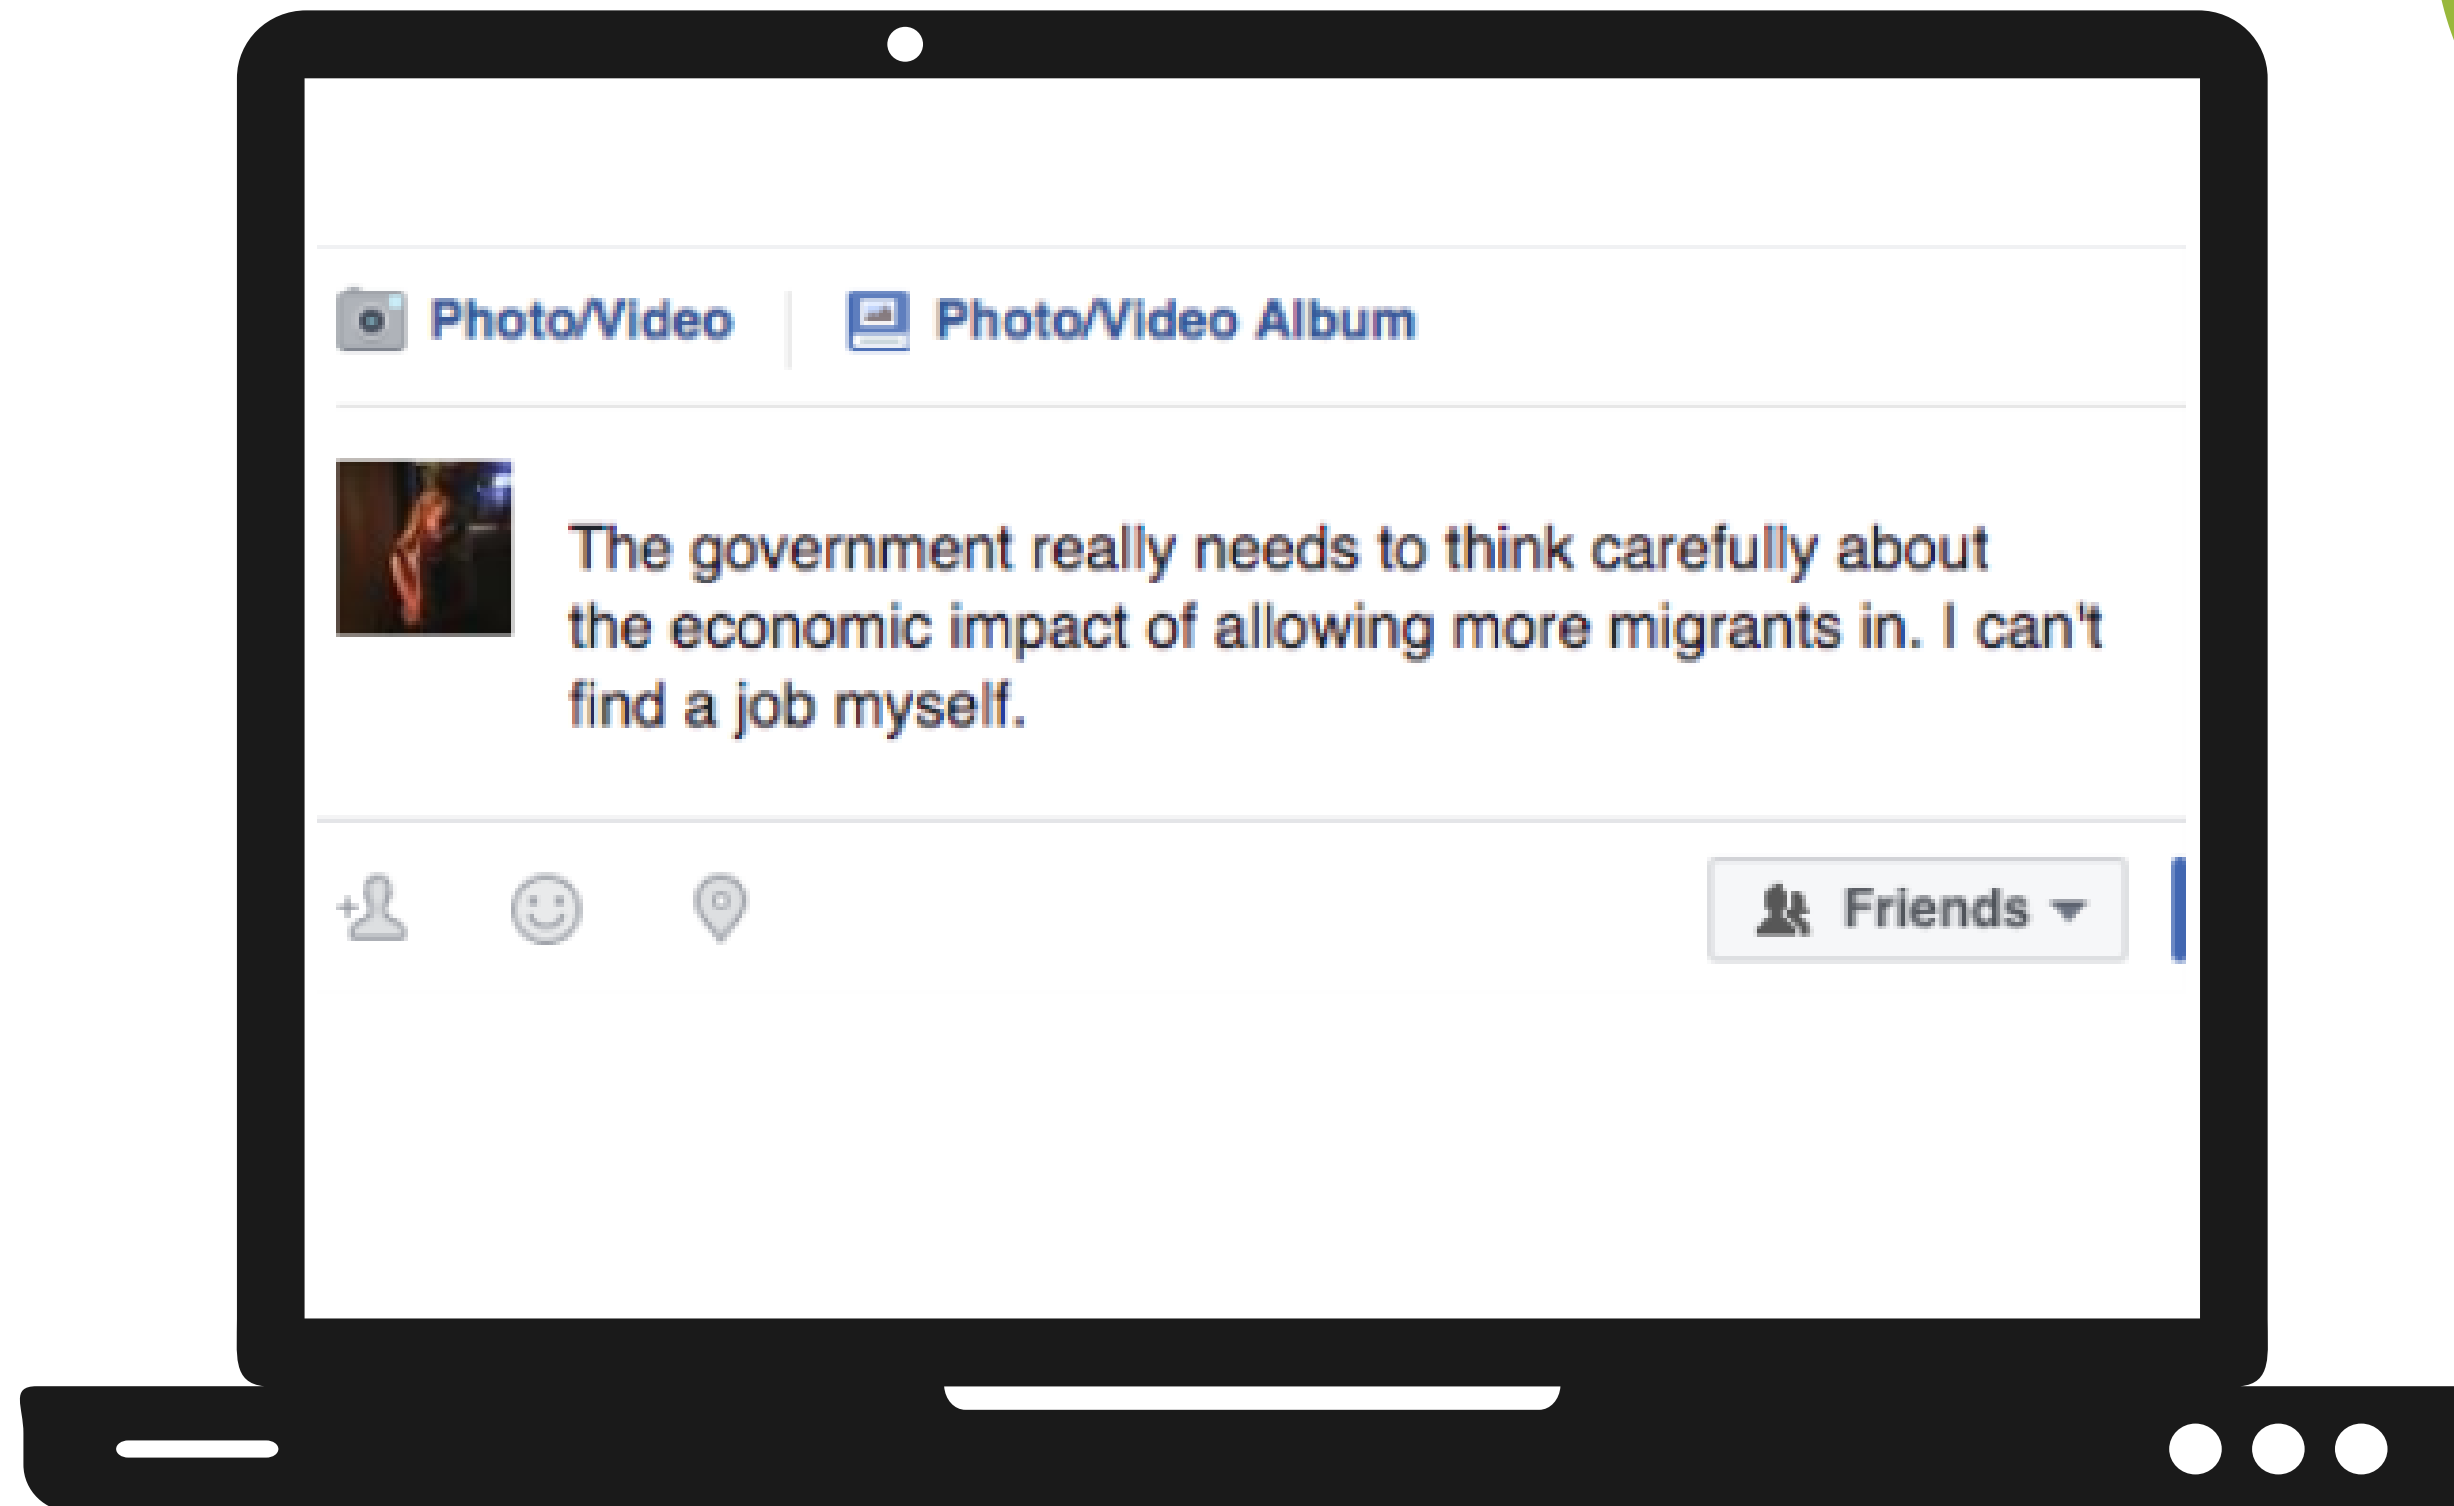 Photo/Video
Photo/Video Album
The government really needs to think carefully about
the economic impact of allowing more migrants in. I can't
find a job myself.
Friends